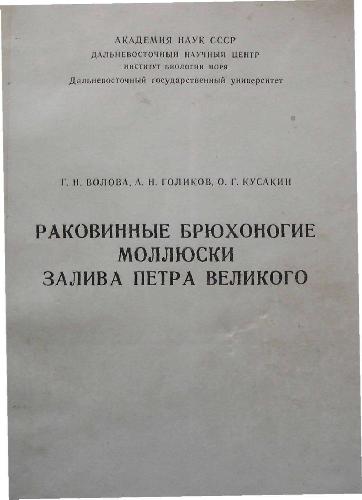 АКАДЕМИЯ НАУК СССР
ДАЛЬНЕВОСТОЧНЫЙ НАУЧНЫЙ ЦЕНТР
ИНСТИТУТ БИОЛОГИИ МОРЯ
Дальневосточный государственный университет
Г. Н. ВОЛОВА, А. Н. ГОЛИКОВ, О. Г. КУСАКИН
РАКОВИННЫЕ БРЮХОНОГИЕ
МОЛЛЮСКИ
ЗАЛИВА ПЕТРА ВЕЛИКОГО